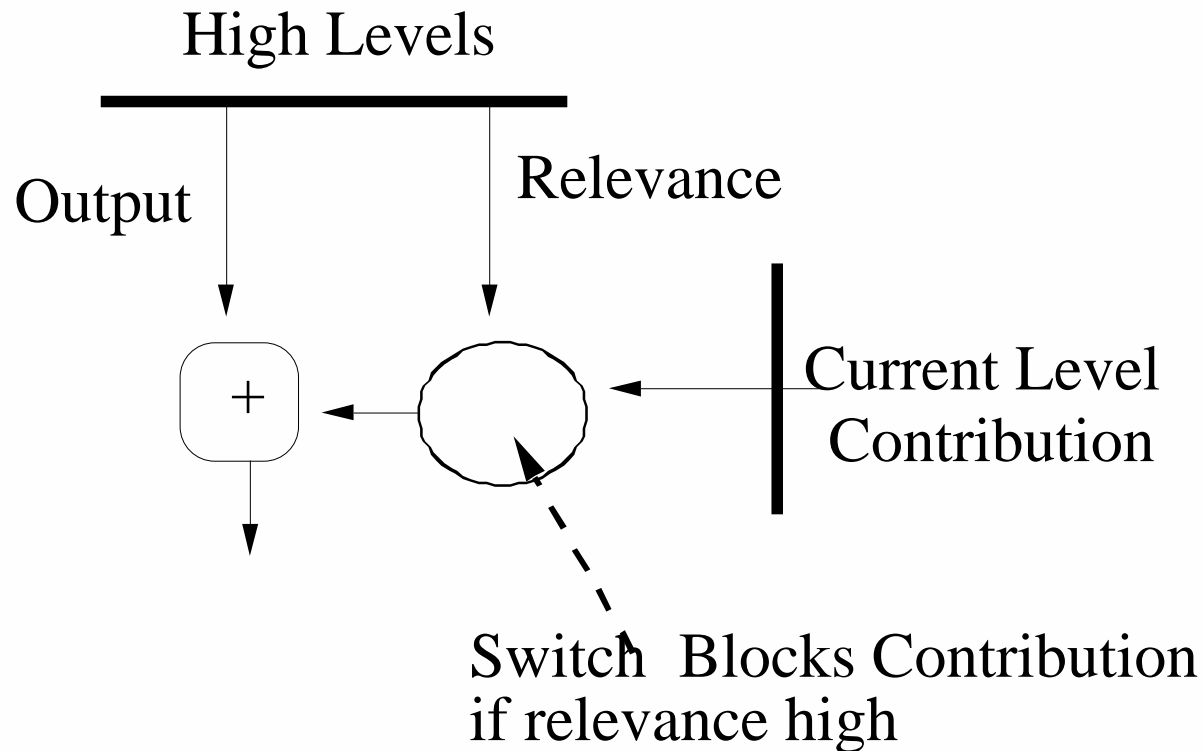 High Levels
Output
Relevance
+
Current Level
Contribution
Switch Blocks Contribution
if relevance high